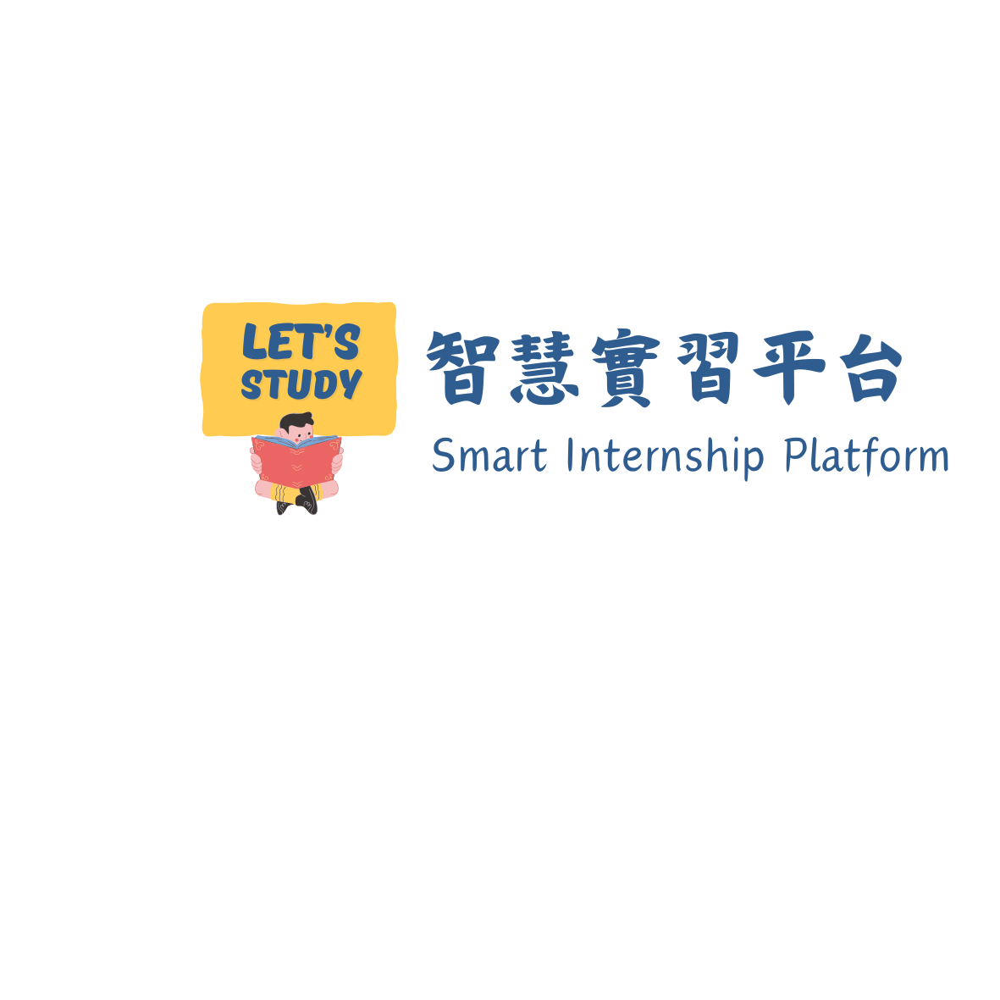 LET'S
STUDY
智慧實習平台
Smart Internship Platform